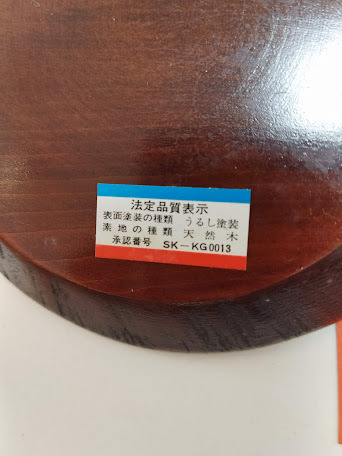 法定品質表示
表面塗装の種類 うるし塗装
素地の種類 天然木
承認番号 SK-KG0013